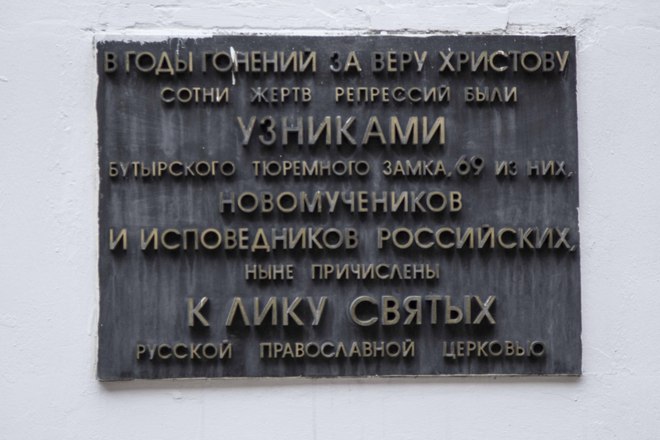 В ГОДЫ ГОНЕНИЙ ЗА ВЕРУ ХРИСТОВУ
СОТНИ ЖЕРТВ РЕПРЕССИЙ БЫЛИ
УЗНИКАМИ
БУТЫРСКОГО ТЮРЕМНОГО ЗАМКА, 69 ИЗ НИХ,
НОВОМУЧЕНИКОВ
И ИСПОВЕДНИКОВ РОССИЙСКИХ,
НЫНЕ ПРИЧИСЛЕНЫ
К ЛИКУ СВЯТЫХ
РУССКОЙ ПРАВОСЛАВНОЙ ЦЕРКОВЬЮ